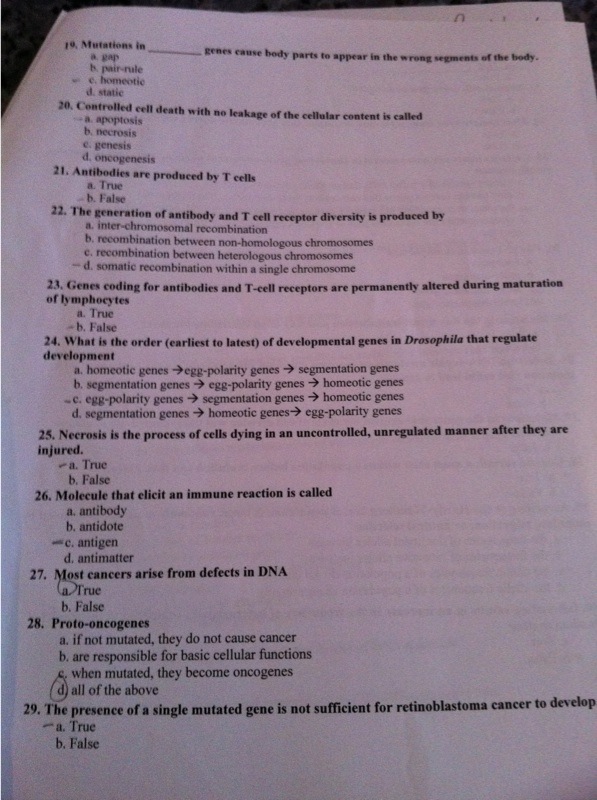 19. Mutations in __________ genes cause body parts to appear in the wrong segments of the body.
a. gap
b. pair-rule
c. homeotic
d. static
20. Controlled cell death with no leakage of the cellular content is called
a. apoptosis
b. necrosis
c. genesis
d. oncogenesis
21. Antibodies are produced by T cells
a. True
b. False
22. The generation of antibody and T cell receptor diversity is produced by
a. inter-chromosomal recombination
b. recombination between non-homologous chromosomes
c. recombination between heterologous chromosomes
d. somatic recombination within a single chromosome
23. Genes coding for antibodies and T-cell receptors are permanently altered during maturation
of lymphocytes
a. True
b. False
24. What is the order (earliest to latest) of developmental genes in Drosophila that regulate
development
a. homeotic genes →egg-polarity genes → segmentation genes
b. segmentation genes → egg-polarity genes → homeotic genes
c. egg-polarity genes → segmentation genes → homeotic genes
d. segmentation genes → homeotic genes→ egg-polarity genes
25. Necrosis is the process of cells dying in an uncontrolled, unregulated manner after they are
injured.
a. True
b. False
26. Molecule that elicit an immune reaction is called
a. antibody
b. antidote
c. antigen
d. antimatter
27. Most cancers arise from defects in DNA
a. True
b. False
28. Proto-oncogenes
a. if not mutated, they do not cause cancer
b. are responsible for basic cellular functions
c. when mutated, they become oncogenes
d. all of the above
29. The presence of a single mutated gene is not sufficient for retinoblastoma cancer to develop
a. True
b. False